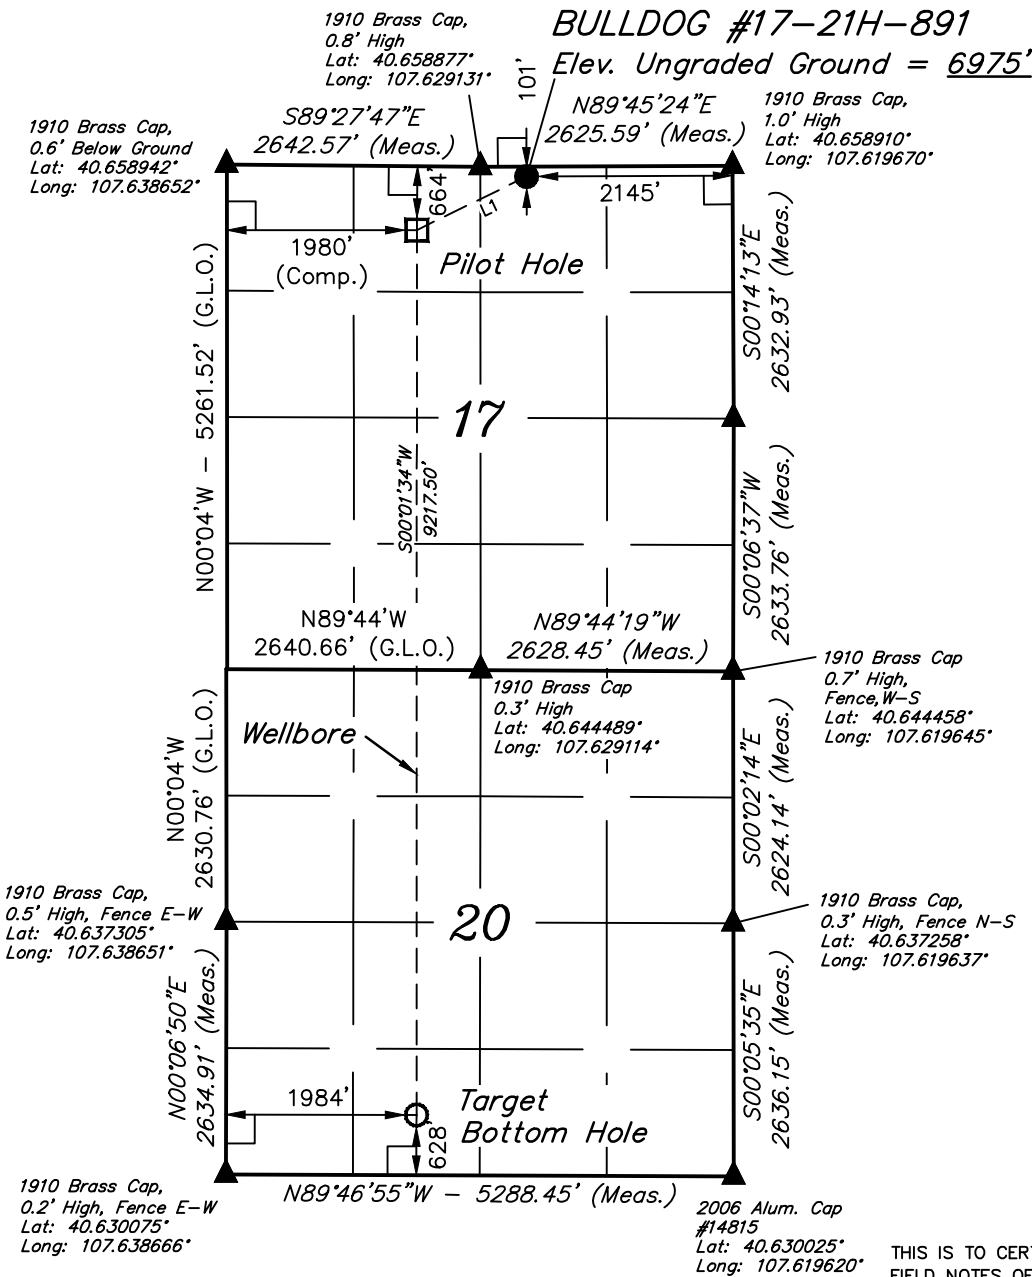 BULLDOG #17-21H-891
Elev. Ungraded Ground = 6975'
1910 Brass Cap,
0.8' High
Lat: 40.658877°
Long: 107.629131°
101'
S89°27'47"E
2642.57' (Meas.)
N89°45'24"E
2625.59' (Meas.)
1910 Brass Cap,
1.0' High
Lat: 40.658910°
Long: 107.619670°
1910 Brass Cap,
0.6' Below Ground
Lat: 40.658942°
Long: 107.638652°
664'
L1
2145'
1980'
(Comp.)
Pilot Hole
N00°04'W - 5261.52' (G.L.O.)
S00°14'13"E
2632.93' (Meas.)
17
S00°01'34"W
9217.50'
S00°06'37"W
2633.76' (Meas.)
N89°44'W
2640.66' (G.L.O.)
N89°44'19"W
2628.45' (Meas.)
1910 Brass Cap
0.7' High,
Fence,W-S
Lat: 40.644458°
Long: 107.619645°
1910 Brass Cap
0.3' High
Lat: 40.644489°
Long: 107.629114°
Wellbore
N00°04'W
2630.76' (G.L.O.)
S00°02'14"E
2624.14' (Meas.)
1910 Brass Cap,
0.5' High, Fence E-W
Lat: 40.637305°
Long: 107.638651°
20
1910 Brass Cap,
0.3' High, Fence N-S
Lat: 40.637258°
Long: 107.619637°
N00°06'50"E
2634.91' (Meas.)
S00°05'35"E
2636.15' (Meas.)
1984'
Target
Bottom Hole
628'
N89°46'55"W - 5288.45' (Meas.)
1910 Brass Cap,
0.2' High, Fence E-W
Lat: 40.630075°
Long: 107.638666°
2006 Alum. Cap
#14815
Lat: 40.630025°
Long: 107.619620°
THIS IS TO CERT
FIELD NOTES OF